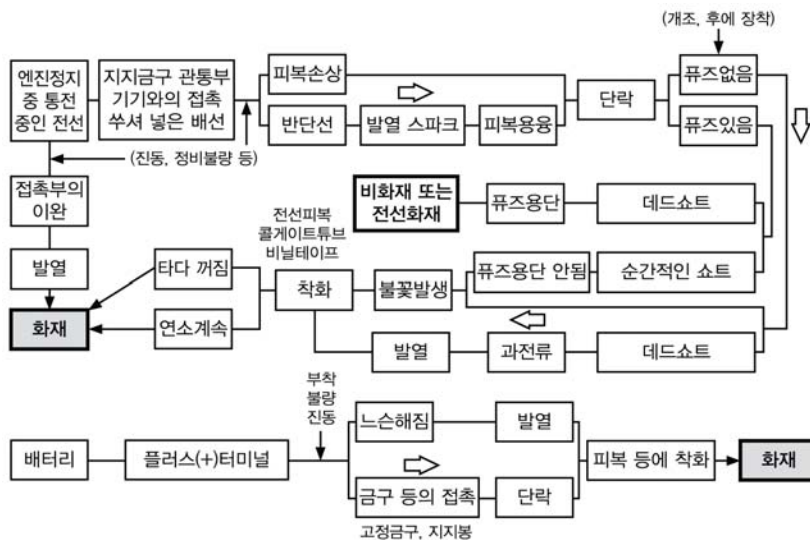 (개조, 후에 장착)
엔진정지
중 통전
중인 전선
지지금구 관통부
기기와의 접촉
쑤셔 넣은 배선
피복손상
반단선
발열 스파크
피복용융
단락
퓨즈없음
퓨즈있음
(진동, 정비불량 등)
접촉부의
이완
비화재 또는
전선화재
퓨즈용단
데드쇼트
전선피복
콜게이트튜브
비닐테이프
발열
타다 꺼짐
착화
불꽃발생
퓨즈용단 안됨
순간적인 쇼트
화재
연소계속
발열
과전류
데드쇼트
부착
불량
진동
느슨해짐
발열
배터리
플러스(+)터미널
피복 등에 착화
화재
금구 등의 접촉
단락
고정금구, 지지봉